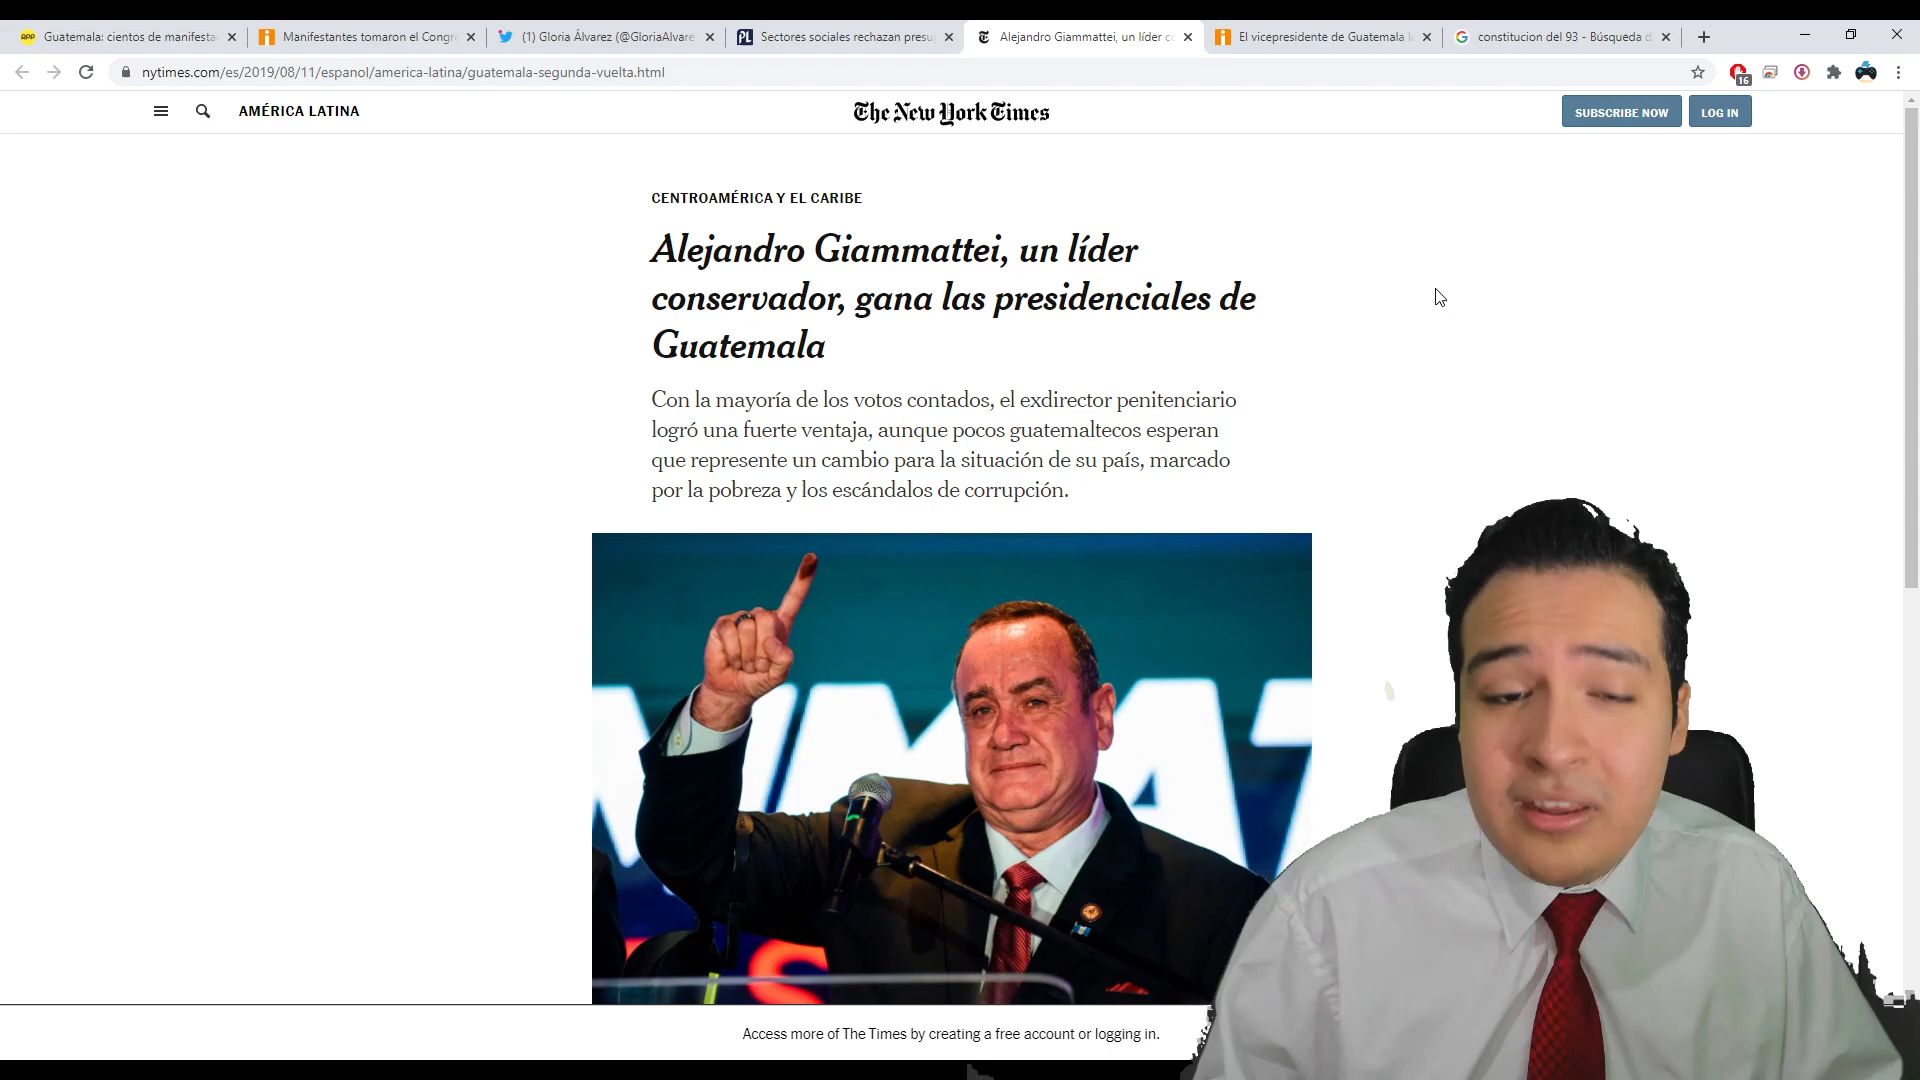 Guatemala: cientos de manifesta
Manifestantes tomaron el Congr
(1) Gloria Álvarez (@GloriaAlvare
Sectores sociales rechazan presu
Alejandro Giammattei, un líder c
El vicepresidente de Guatemala l
constitucion del 93 - Búsqueda d
nytimes.com/es/2019/08/11/espanol/america-latina/guatemala-segunda-vuelta.html
16
AMÉRICA LATINA
The New York Times
SUBSCRIBE NOW
LOG IN
CENTROAMÉRICA Y EL CARIBE
Alejandro Giammattei, un líder
conservador, gana las presidenciales de
Guatemala
Con la mayoría de los votos contados, el exdirector penitenciario
logró una fuerte ventaja, aunque pocos guatemaltecos esperan
que represente un cambio para la situación de su país, marcado
por la pobreza y los escándalos de corrupción.
Access more of The Times by creating a free account or logging in.